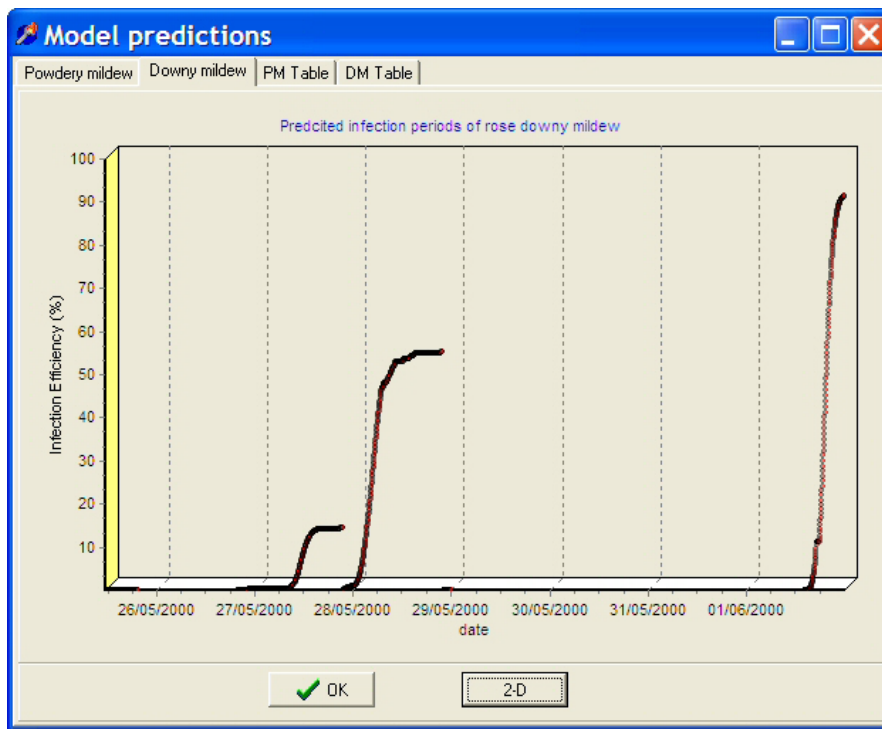 Model predictions
Powdery mildew Downy mildew PM Table DM Table
Predcited infection periods of rose downy mildew
100
90
80
70
60
50
40
30
20
10
Infection Efficiency (%)
26/05/2000 27/05/2000 28/05/2000 29/05/2000 30/05/2000 31/05/2000 01/06/2000
date
OK 2-D